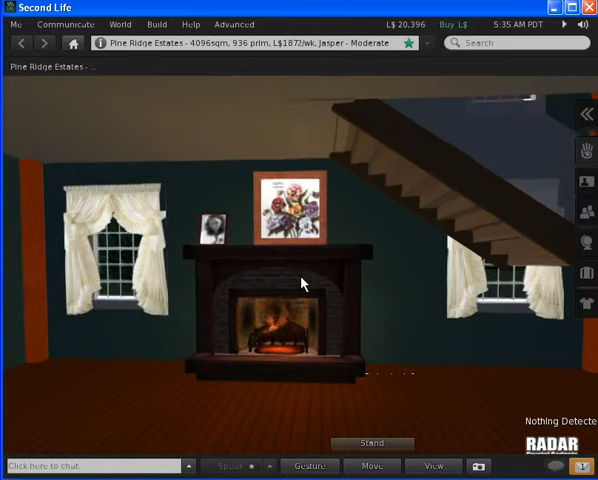 Second Life
Me Communicate World Build Help Advanced L$ 20,396 Buy L$ 5:35 AM PDT
Pine Ridge Estates - 4096sqm, 936 prim, L$1872/wk, Jasper - Moderate Search
Pine Ridge Estates - ...
Nothing Detecte
Stand
RADAR
Click here to chat. Speak Gesture Move View 1